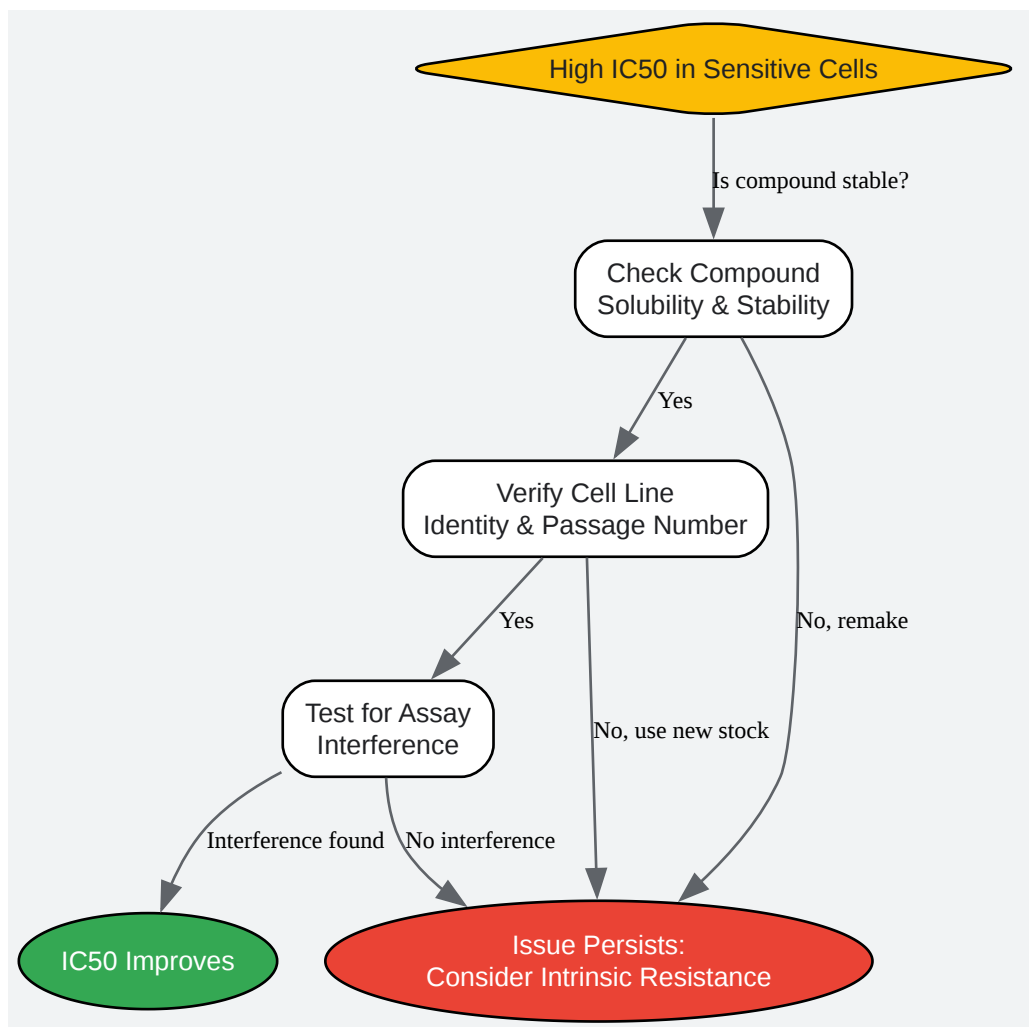 High IC50 in Sensitive Cells
Is compound stable?
Check Compound
Solubility & Stability
Yes
Verify Cell Line
Identity & Passage Number
Yes
No, remake
Test for Assay
Interference
No, use new stock
Interference found
No interference
IC50 Improves
Issue Persists:
Consider Intrinsic Resistance